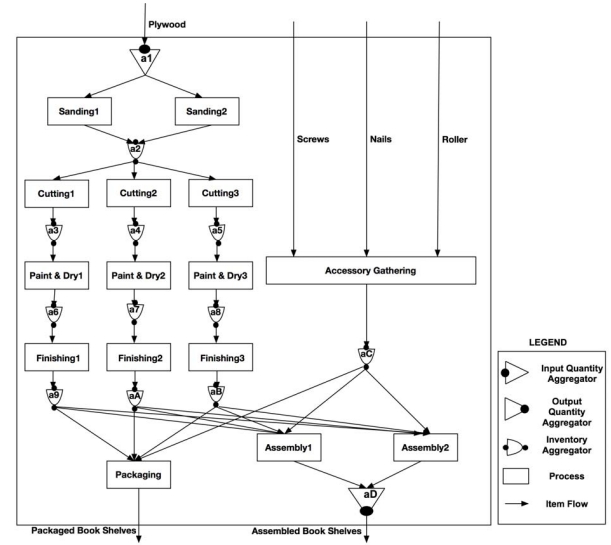 Plywood
a1
Sanding1
Sanding2
a2
Screws
Nails
Roller
Cutting1
Cutting2
Cutting3
a3
a4
a5
Paint & Dry1
Paint & Dry2
Paint & Dry3
Accessory Gathering
a6
a7
a8
Finishing1
Finishing2
Finishing3
aC
a9
aA
aB
Assembly1
Assembly2
Packaging
aD
Packaged Book Shelves
Assembled Book Shelves
LEGEND
Input Quantity
Aggregator
Output
Quantity
Aggregator
Inventory
Aggregator
Process
Item Flow